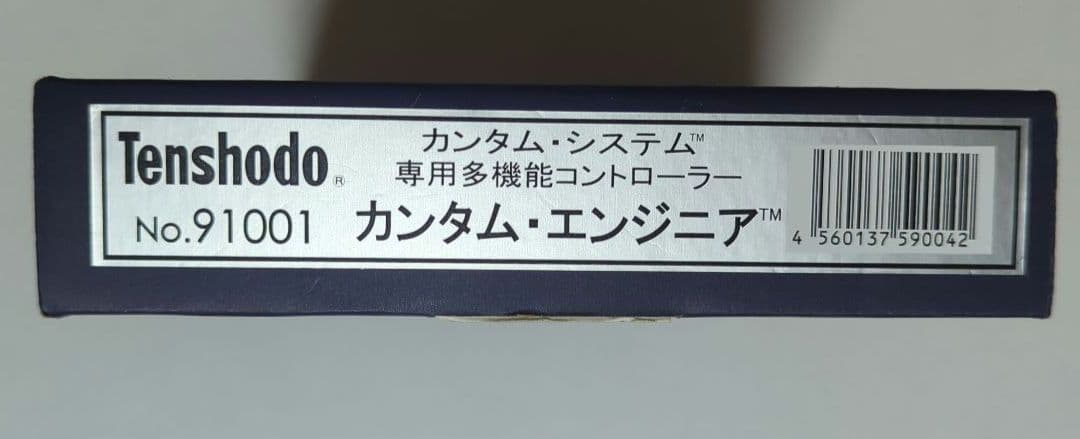 Tenshodo®
No.91001
カンタム・システム™
専用多機能コントローラー
カンタム・エンジニア™
4 560137 590042